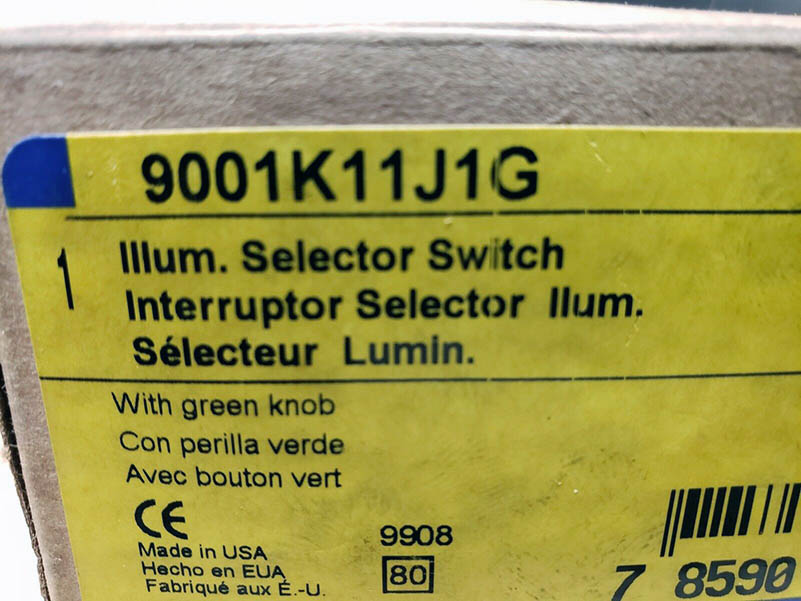 9001K11J1G
1
Illum. Selector Switch
Interruptor Selector Ilum.
Sélecteur Lumin.
With green knob
Con perilla verde
Avec bouton vert
CE
Made in USA
Hecho en EUA
Fabriqué aux É.-U.
9908
80
7 8590